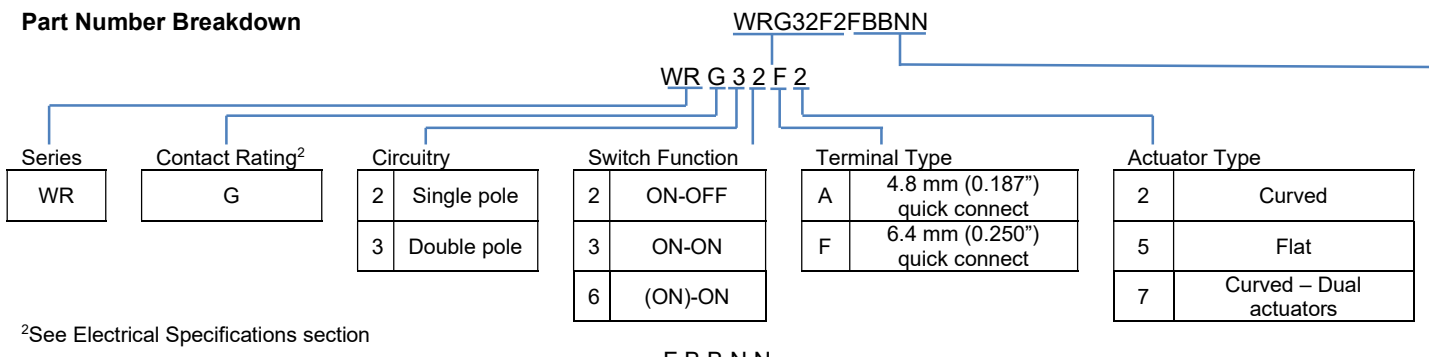 Part Number Breakdown
WRG32F2FBBNN
WR G 3 2 F 2
Series
WR
Contact Rating2
G
Circuitry
2 Single pole
3 Double pole
Switch Function
2 ON-OFF
3 ON-ON
6 (ON)-ON
Terminal Type
A 4.8 mm (0.187”)
quick connect
F 6.4 mm (0.250”)
quick connect
Actuator Type
2 Curved
5 Flat
7 Curved – Dual
actuators
2See Electrical Specifications section
F B B N N